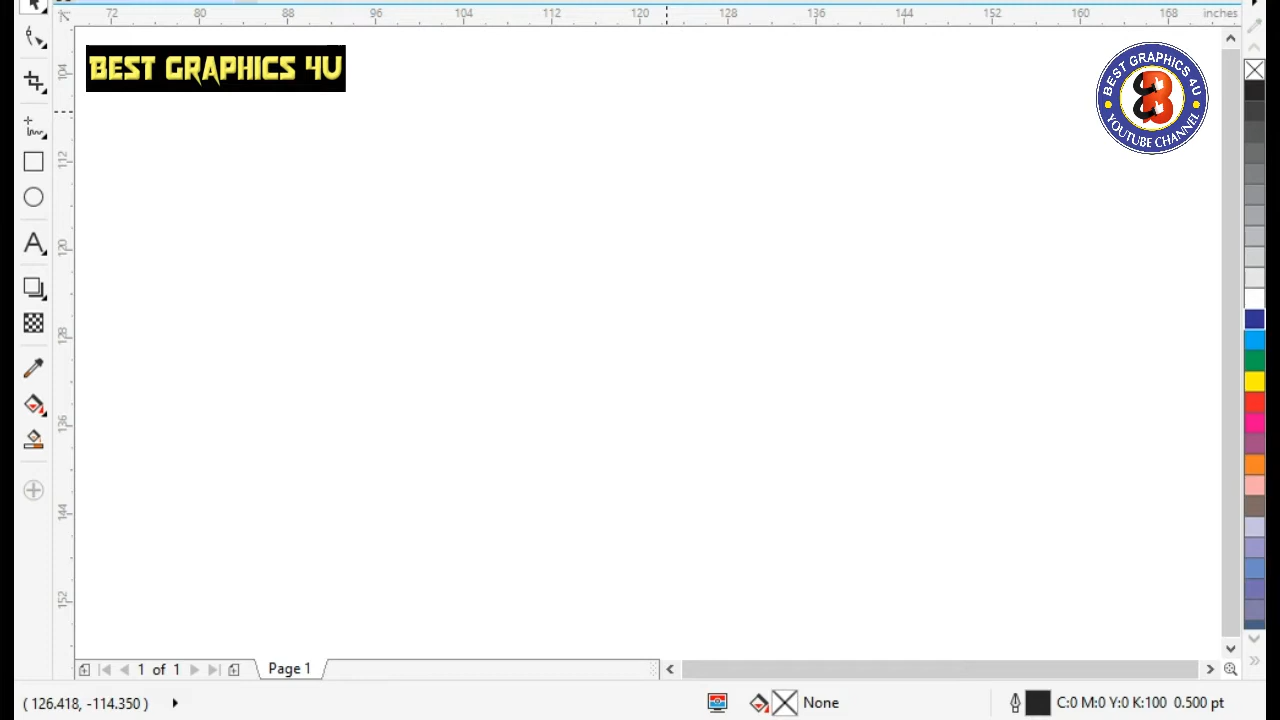 72 80 88 96 104 112 120 128 136 144 152 160 168 inches
BEST GRAPHICS 4U
BEST GRAPHICS 4U
YOUTUBE CHANNEL
104
112
120
128
136
144
152
A
1 of 1
Page 1
( 126.418, -114.350 )
None
C:0 M:0 Y:0 K:100 0.500 pt